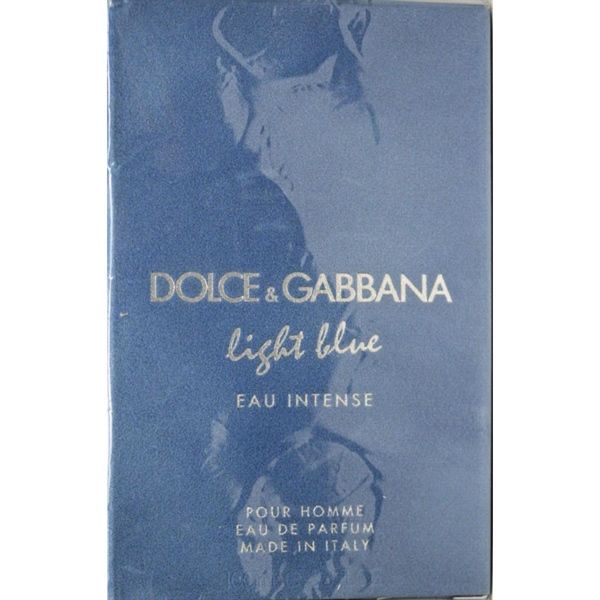 DOLCE & GABBANA
light blue
EAU INTENSE
POUR HOMME
EAU DE PARFUM
MADE IN ITALY